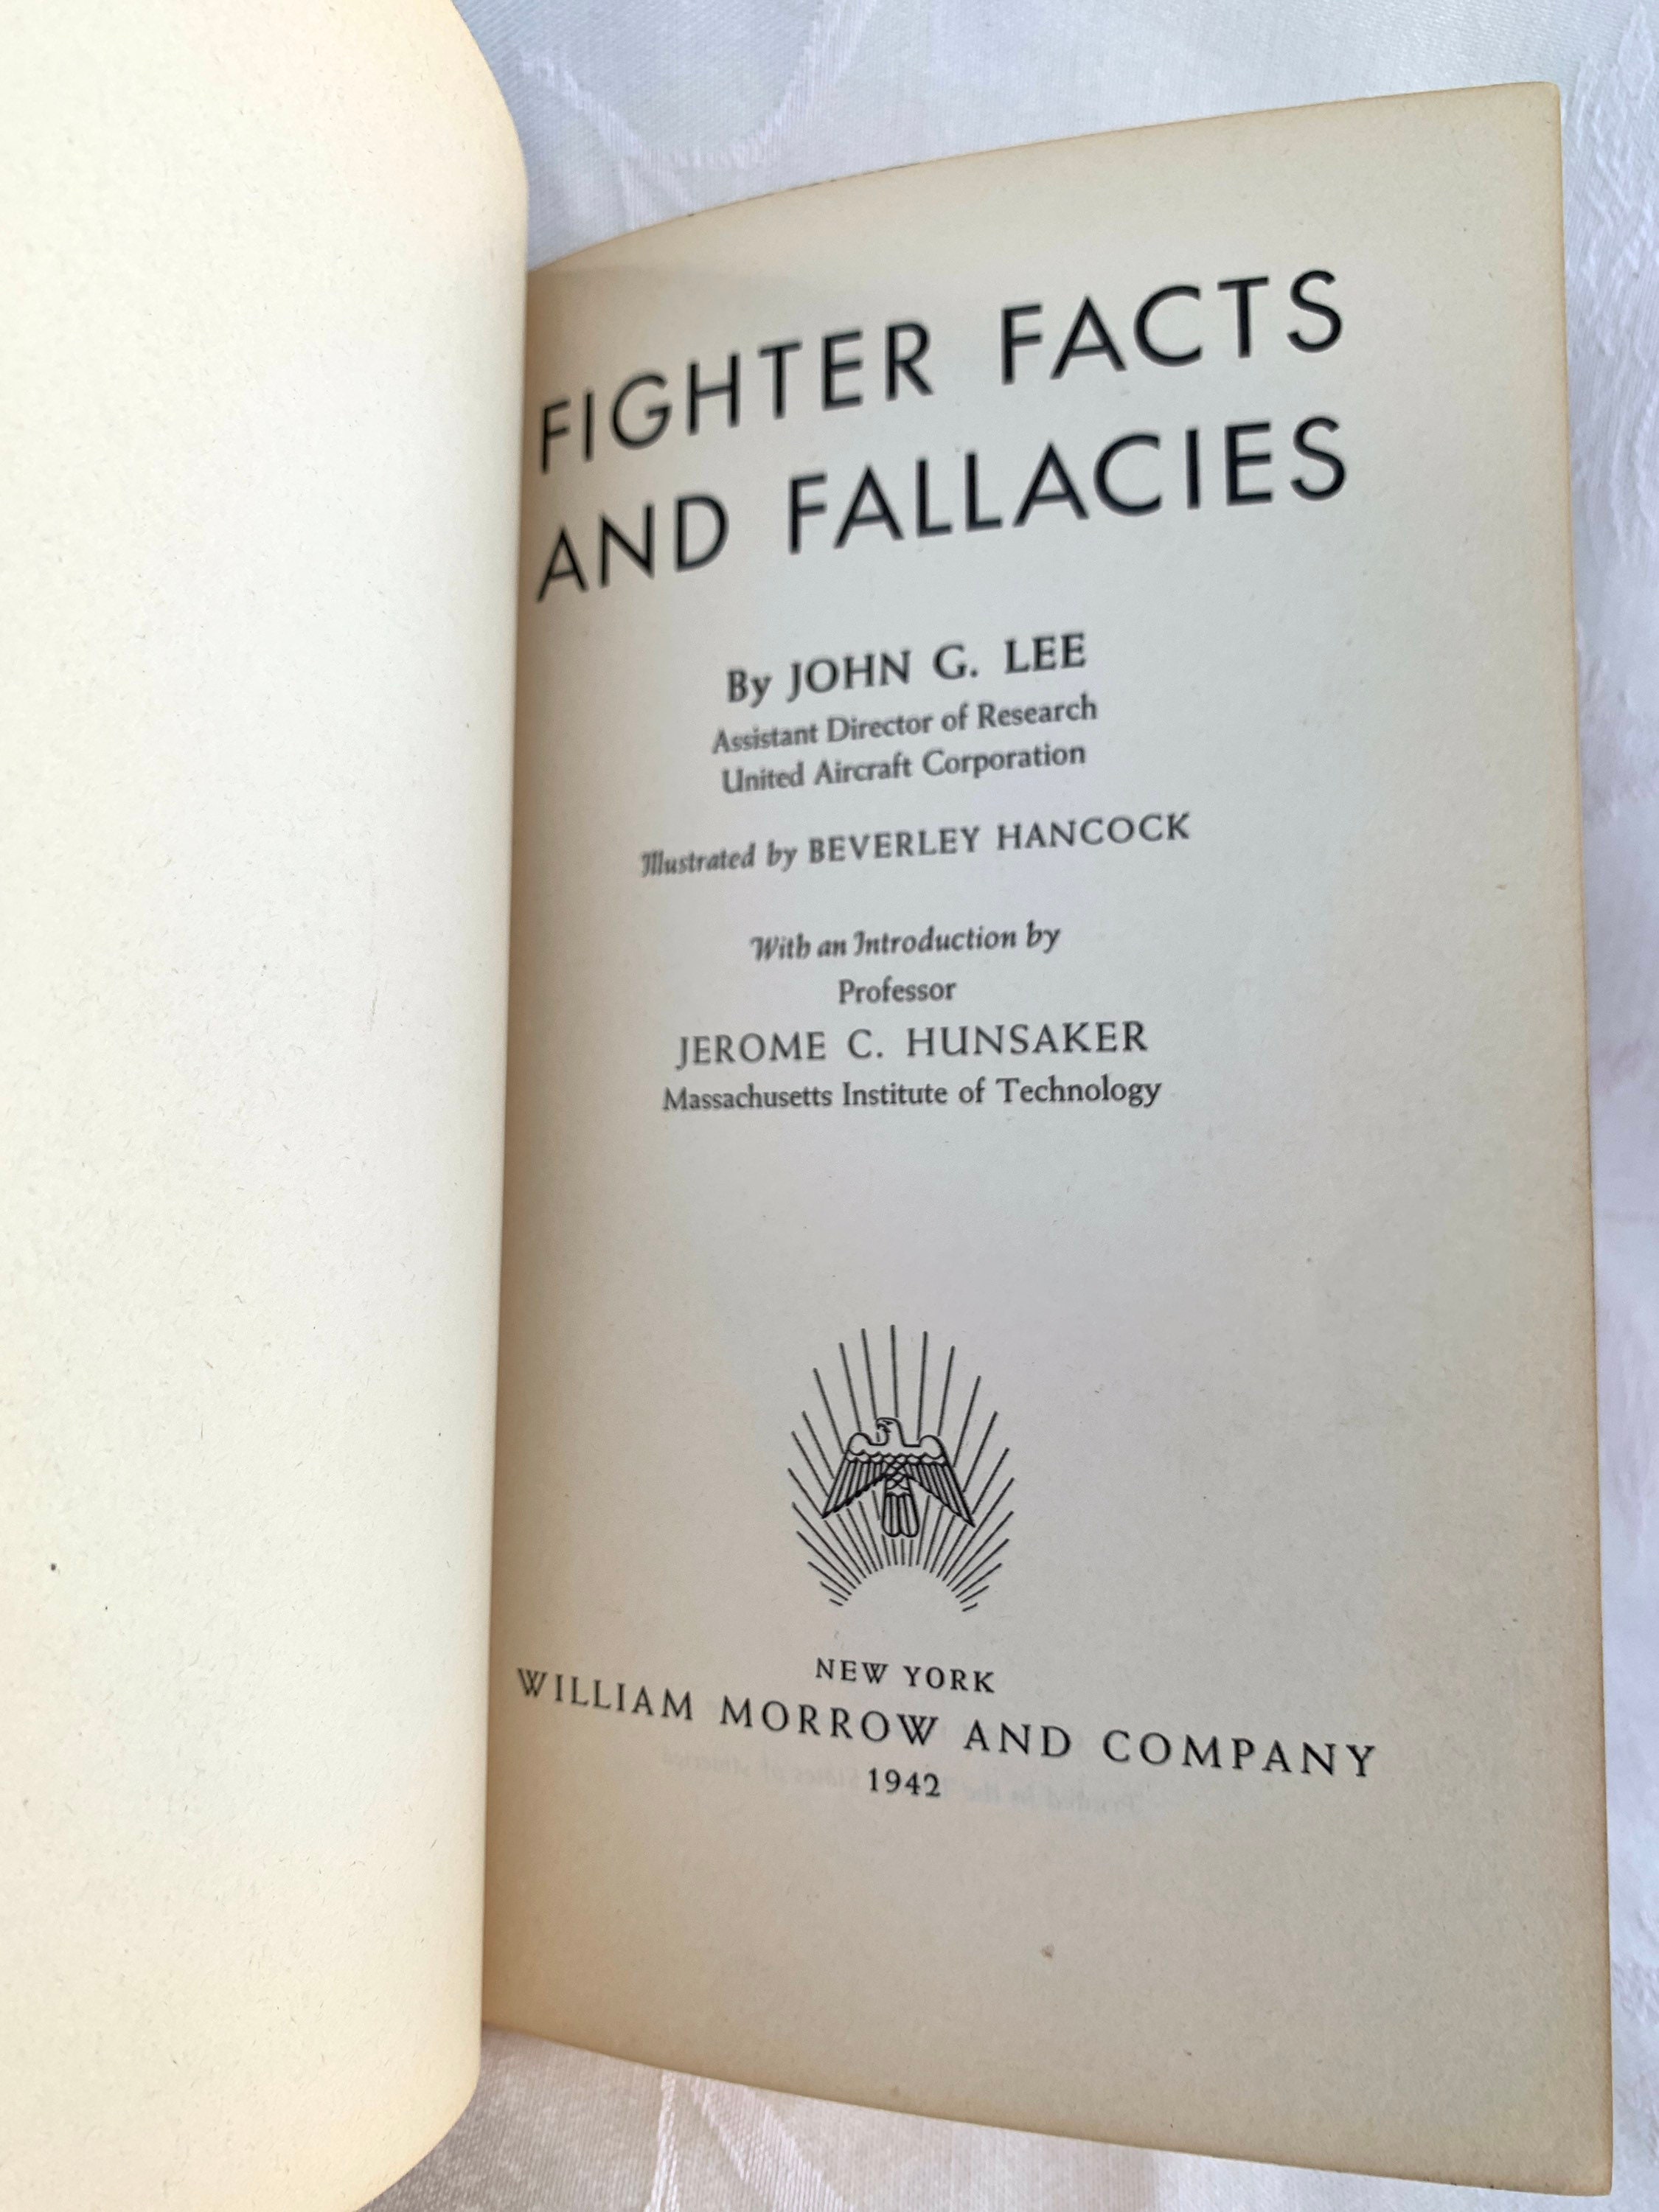 FIGHTER FACTS
AND FALLACIES
By JOHN G. LEE
Assistant Director of Research
United Aircraft Corporation
Illustrated by BEVERLEY HANCOCK
With an Introduction by
Professor
JEROME C. HUNSAKER
Massachusetts Institute of Technology
NEW YORK
WILLIAM MORROW AND COMPANY
1942